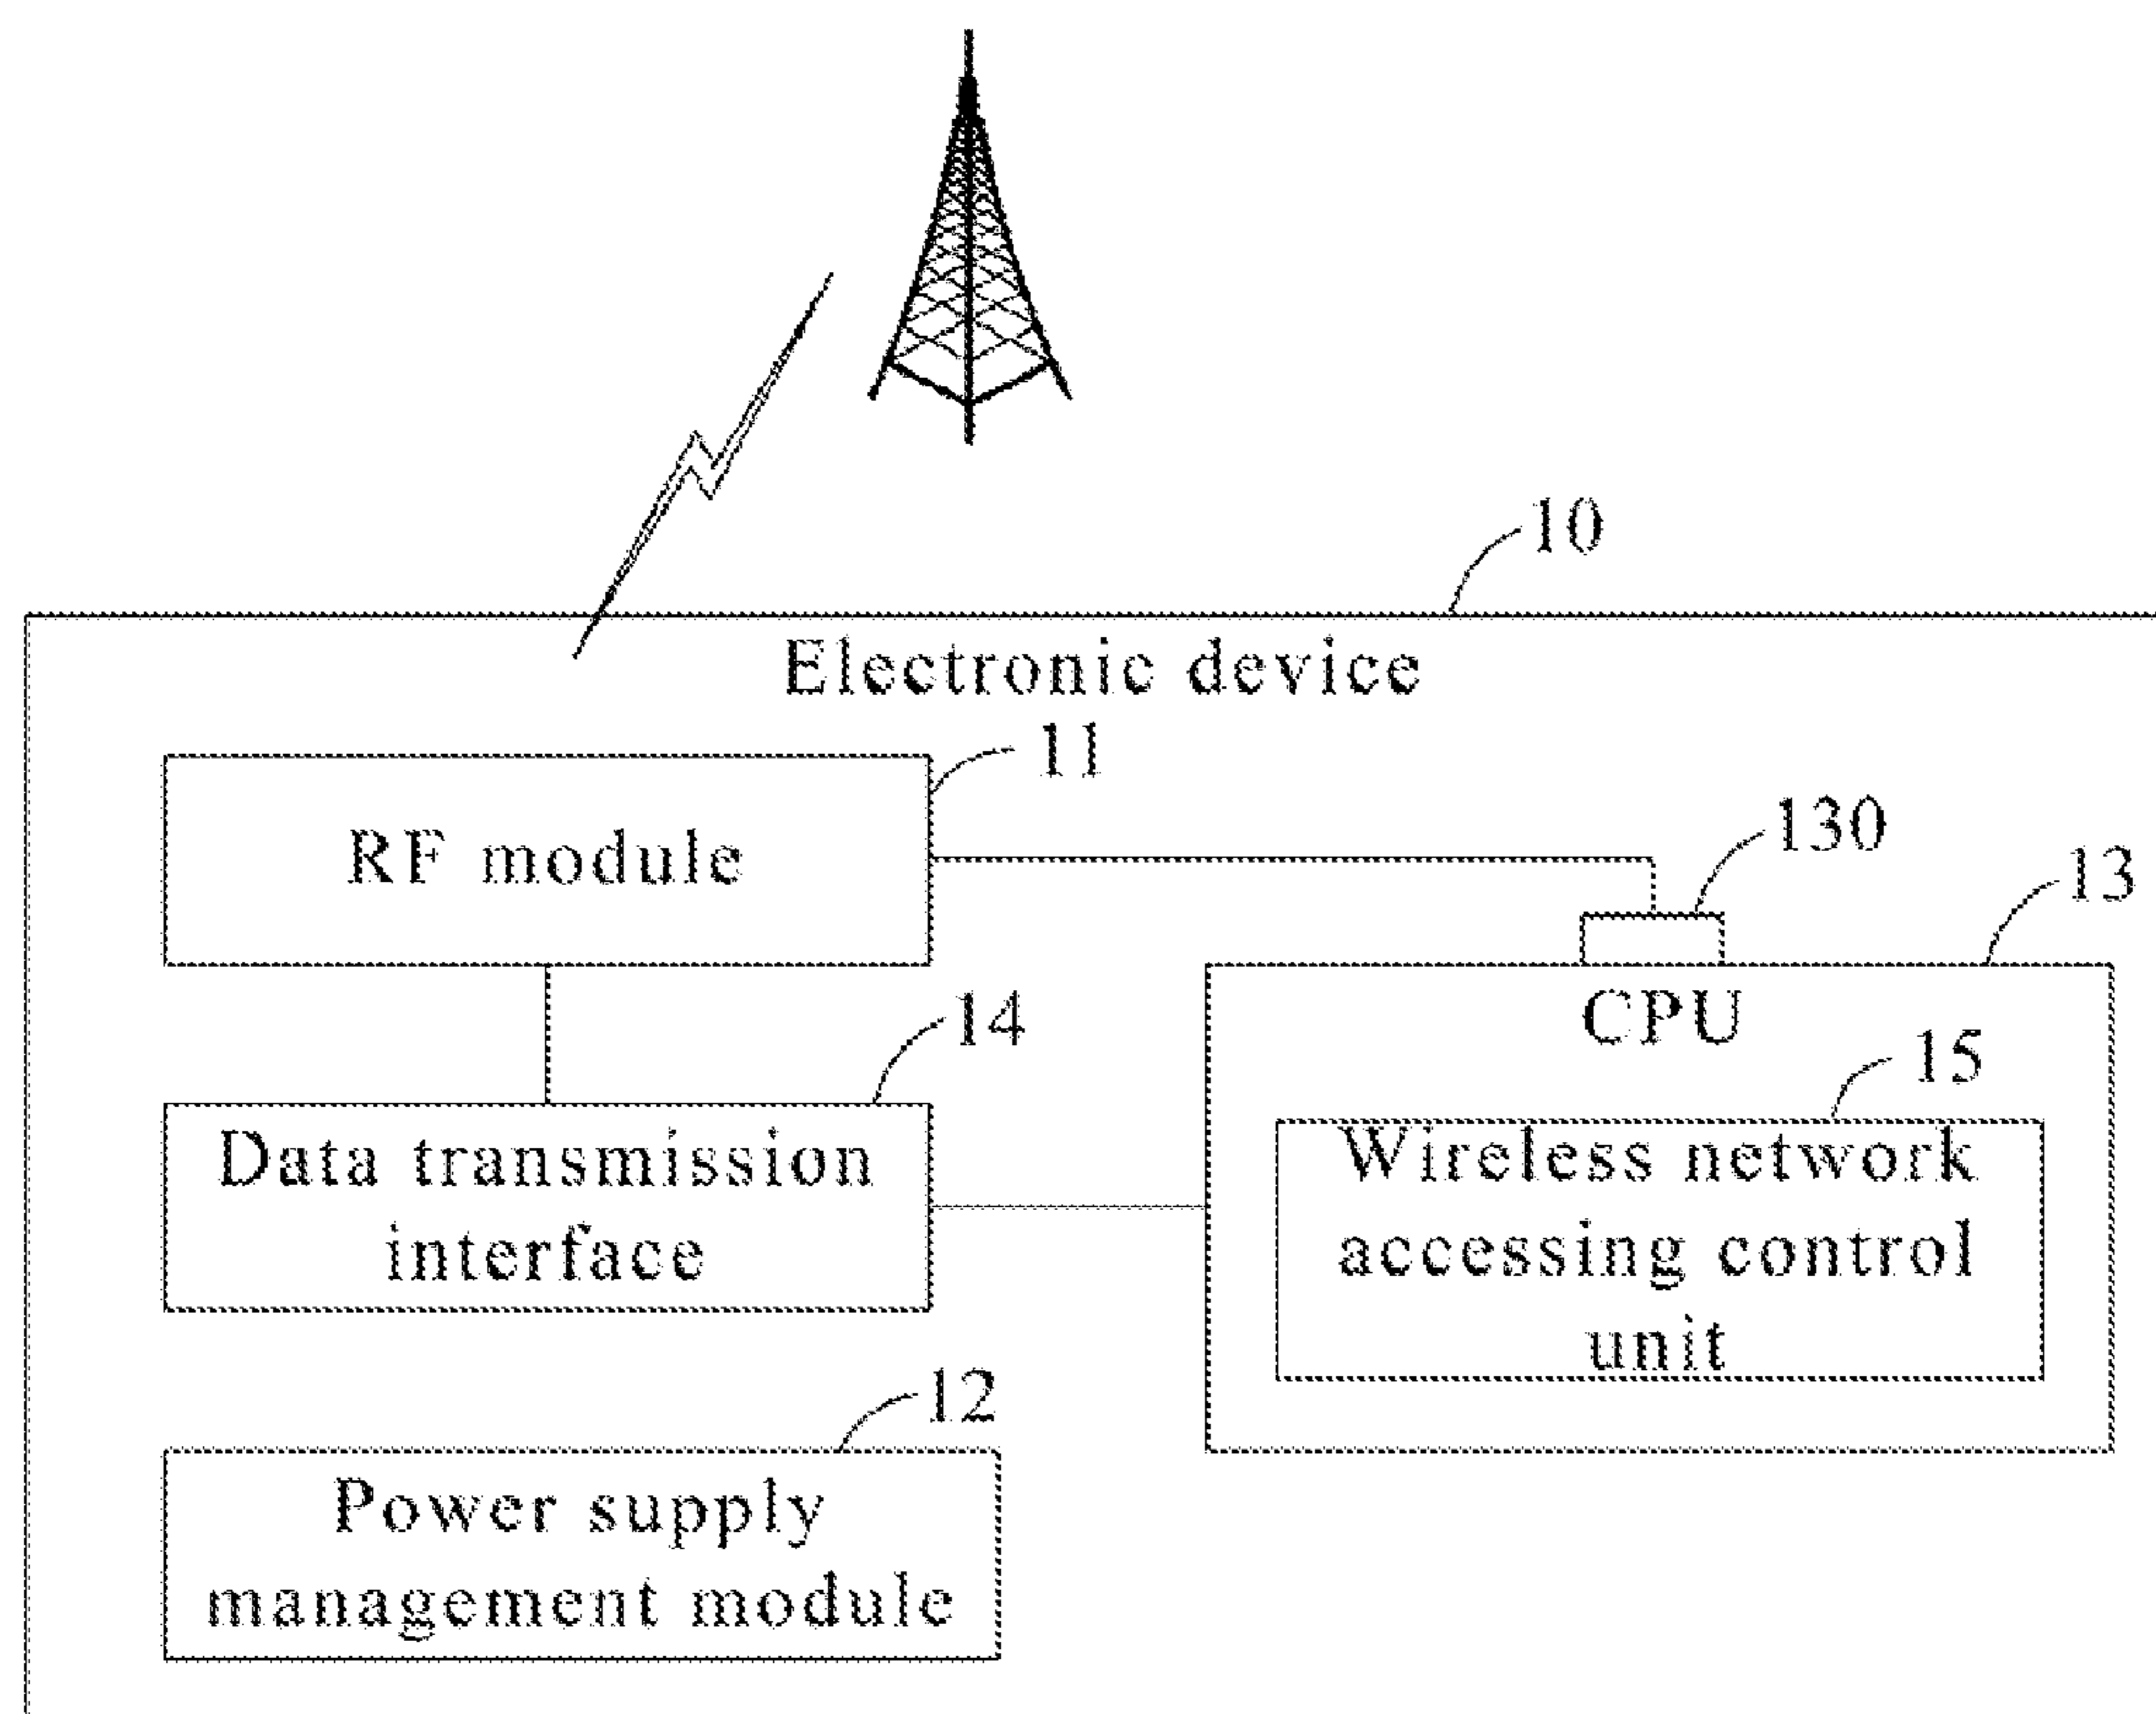 10
Electronic device
11
RF module
130
13
14
CPU
15
Data transmission
interface
Wireless network
accessing control
unit
12
Power supply
management module